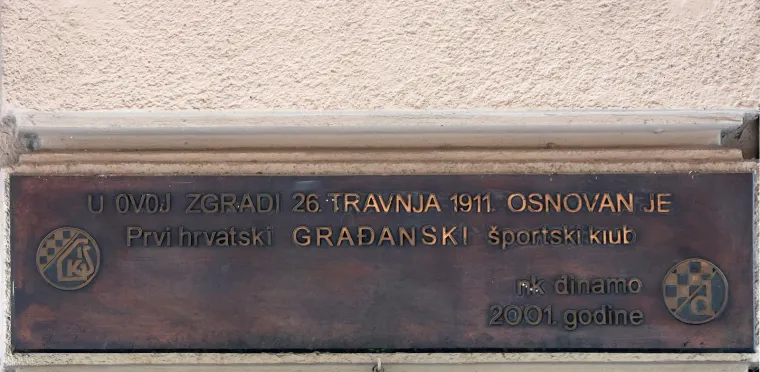 U OVOJ ZGRADI 26. TRAVNJA 1911. OSNOVAN JE
Prvi hrvatski GRAĐANSKI športski klub
nk dinamo
2001. godine